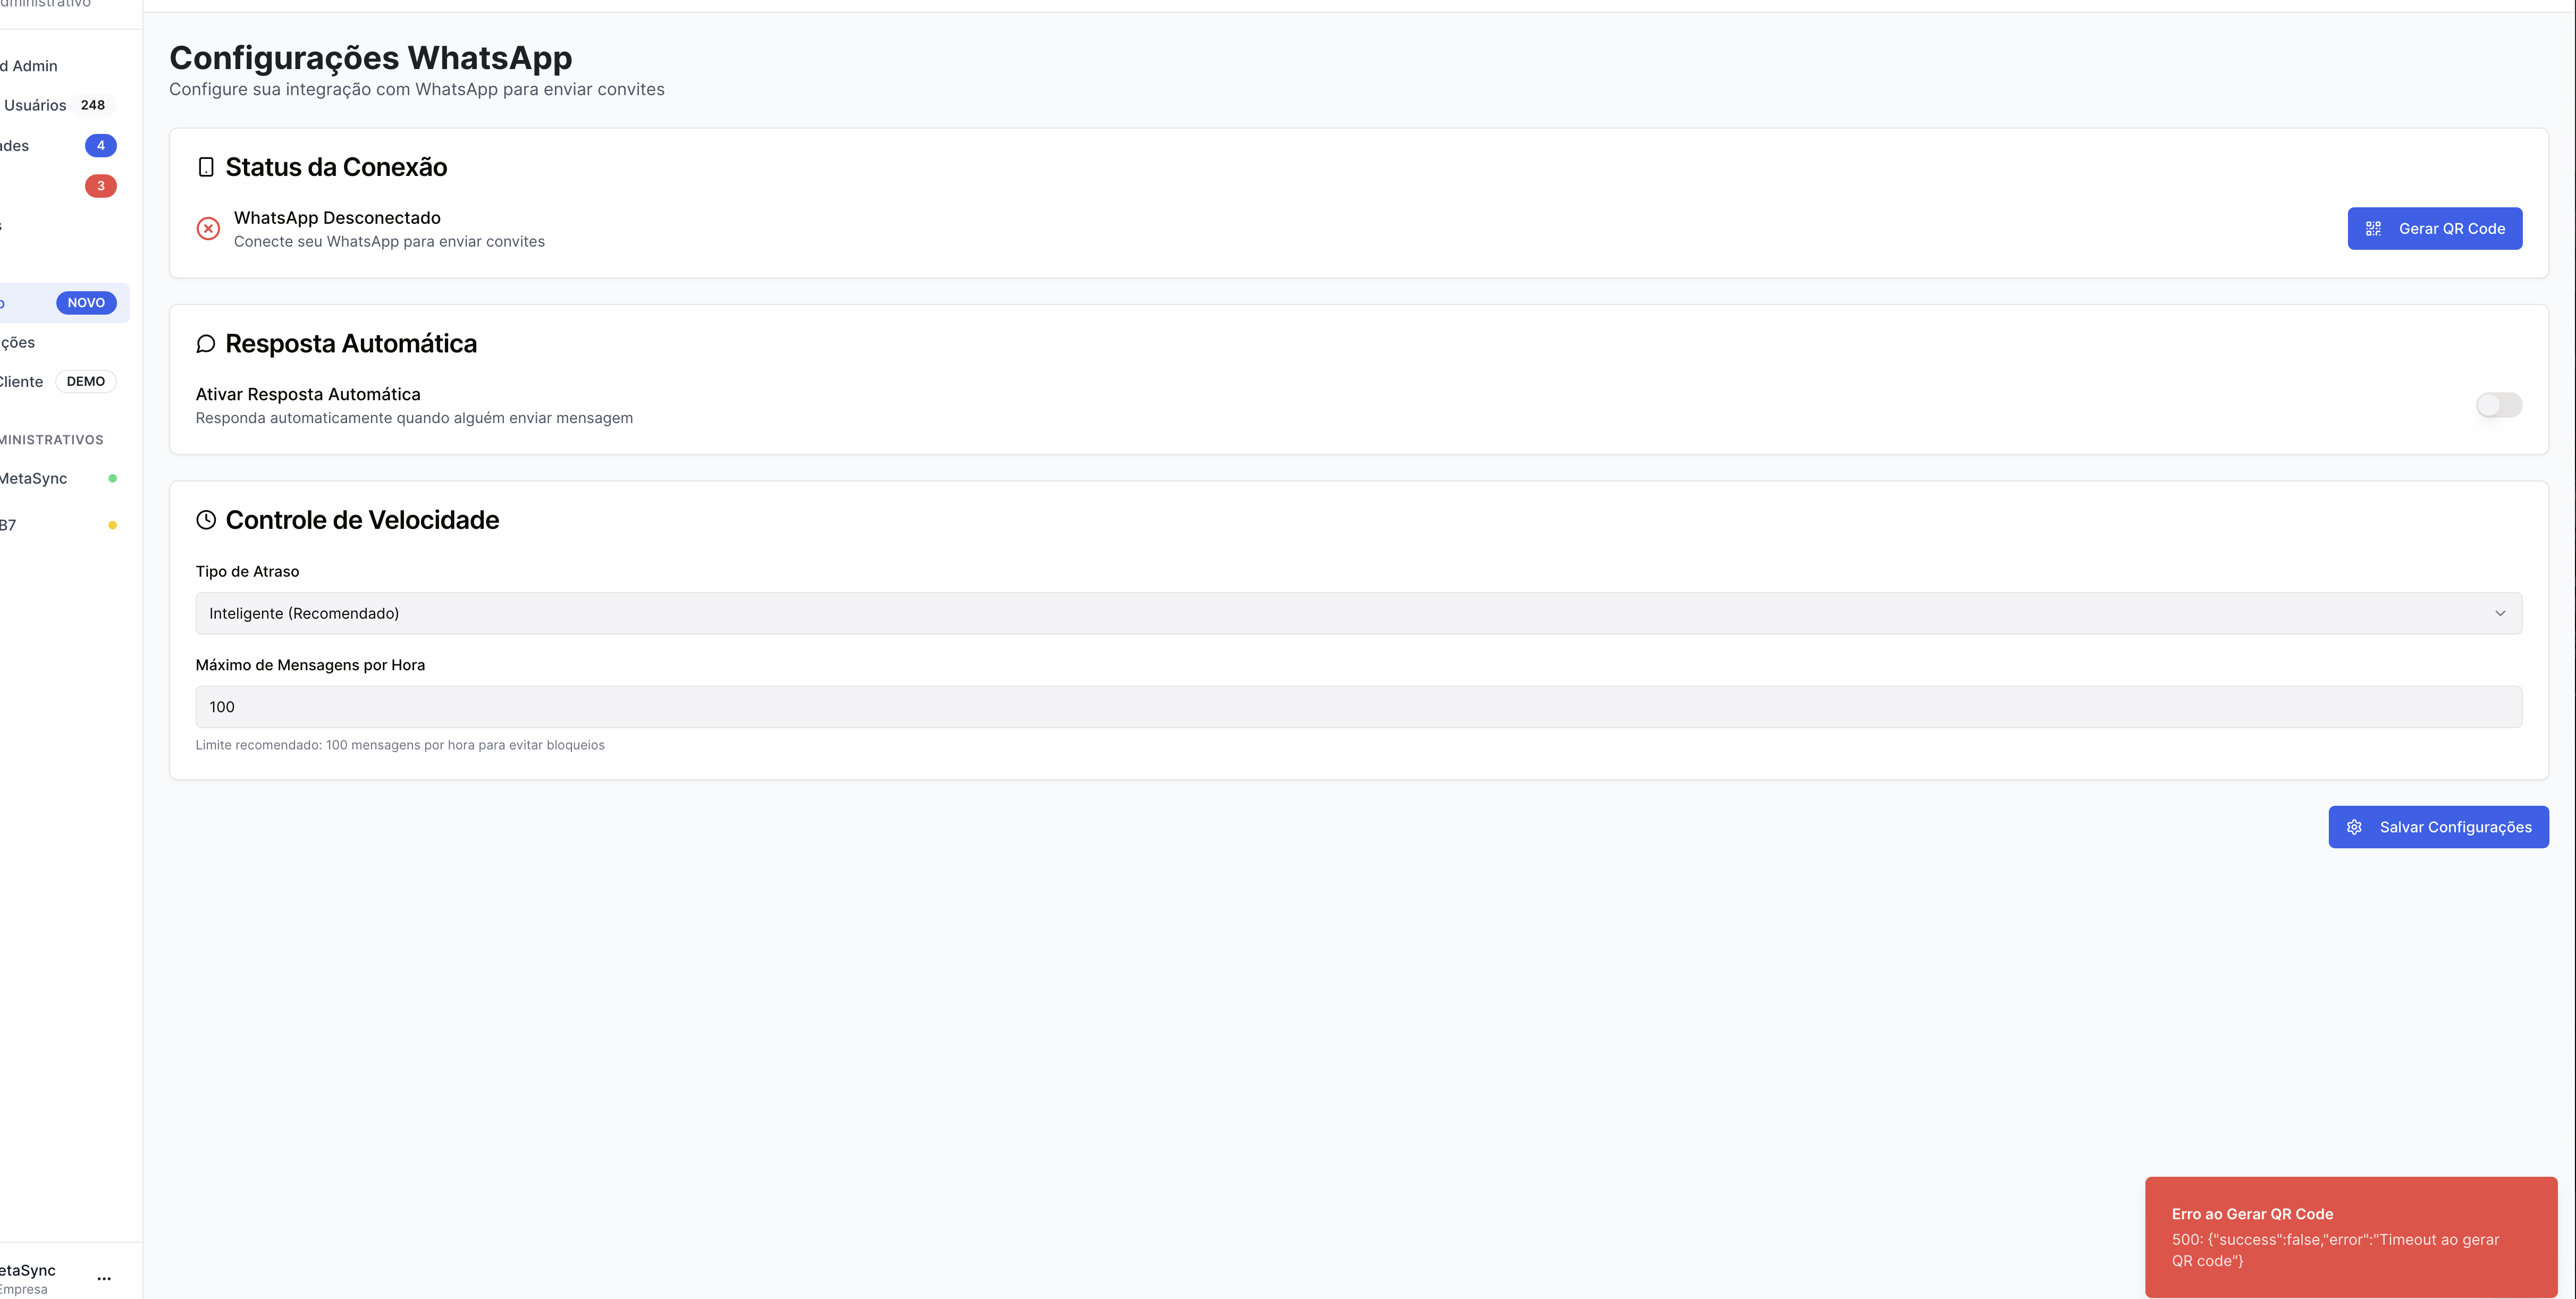 dministrativo
d Admin
Usuários 248
ades 4
3
s
p NOVO
ções
Cliente DEMO
MINISTRATIVOS
MetaSync
B7
etaSync
Empresa
Configurações WhatsApp
Configure sua integração com WhatsApp para enviar convites
Status da Conexão
WhatsApp Desconectado
Conecte seu WhatsApp para enviar convites
Gerar QR Code
Resposta Automática
Ativar Resposta Automática
Responda automaticamente quando alguém enviar mensagem
Controle de Velocidade
Tipo de Atraso
Inteligente (Recomendado)
Máximo de Mensagens por Hora
100
Limite recomendado: 100 mensagens por hora para evitar bloqueios
Salvar Configurações
Erro ao Gerar QR Code
500: {"success":false,"error":"Timeout ao gerar
QR code"}